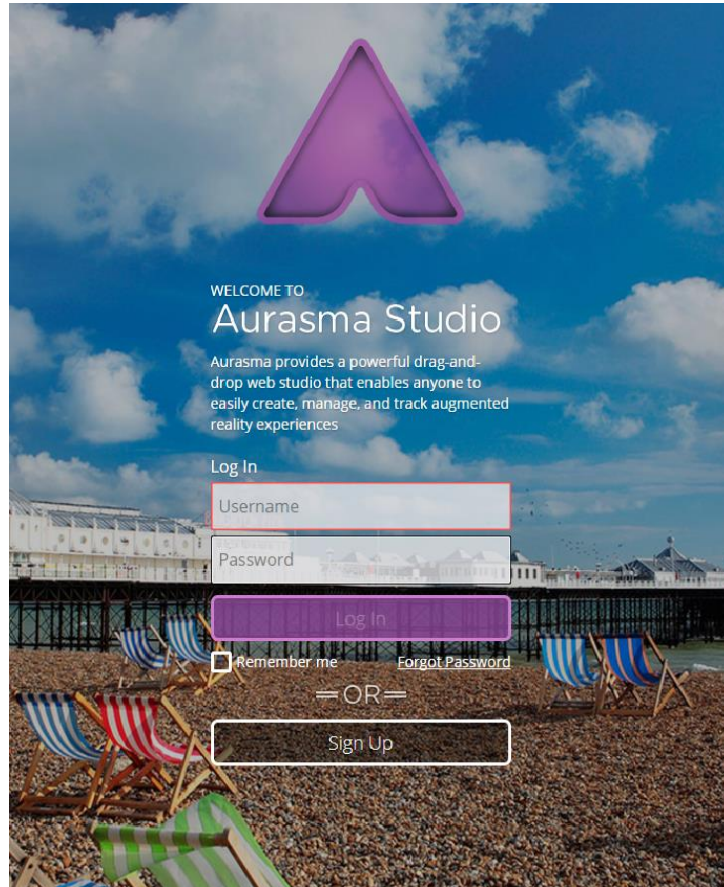 WELCOME TO
Aurasma Studio
Aurasma provides a powerful drag-and-
drop web studio that enables anyone to
easily create, manage, and track augmented
reality experiences
Log In
Username
Password
Log In
Remember me Forgot Password
OR
Sign Up